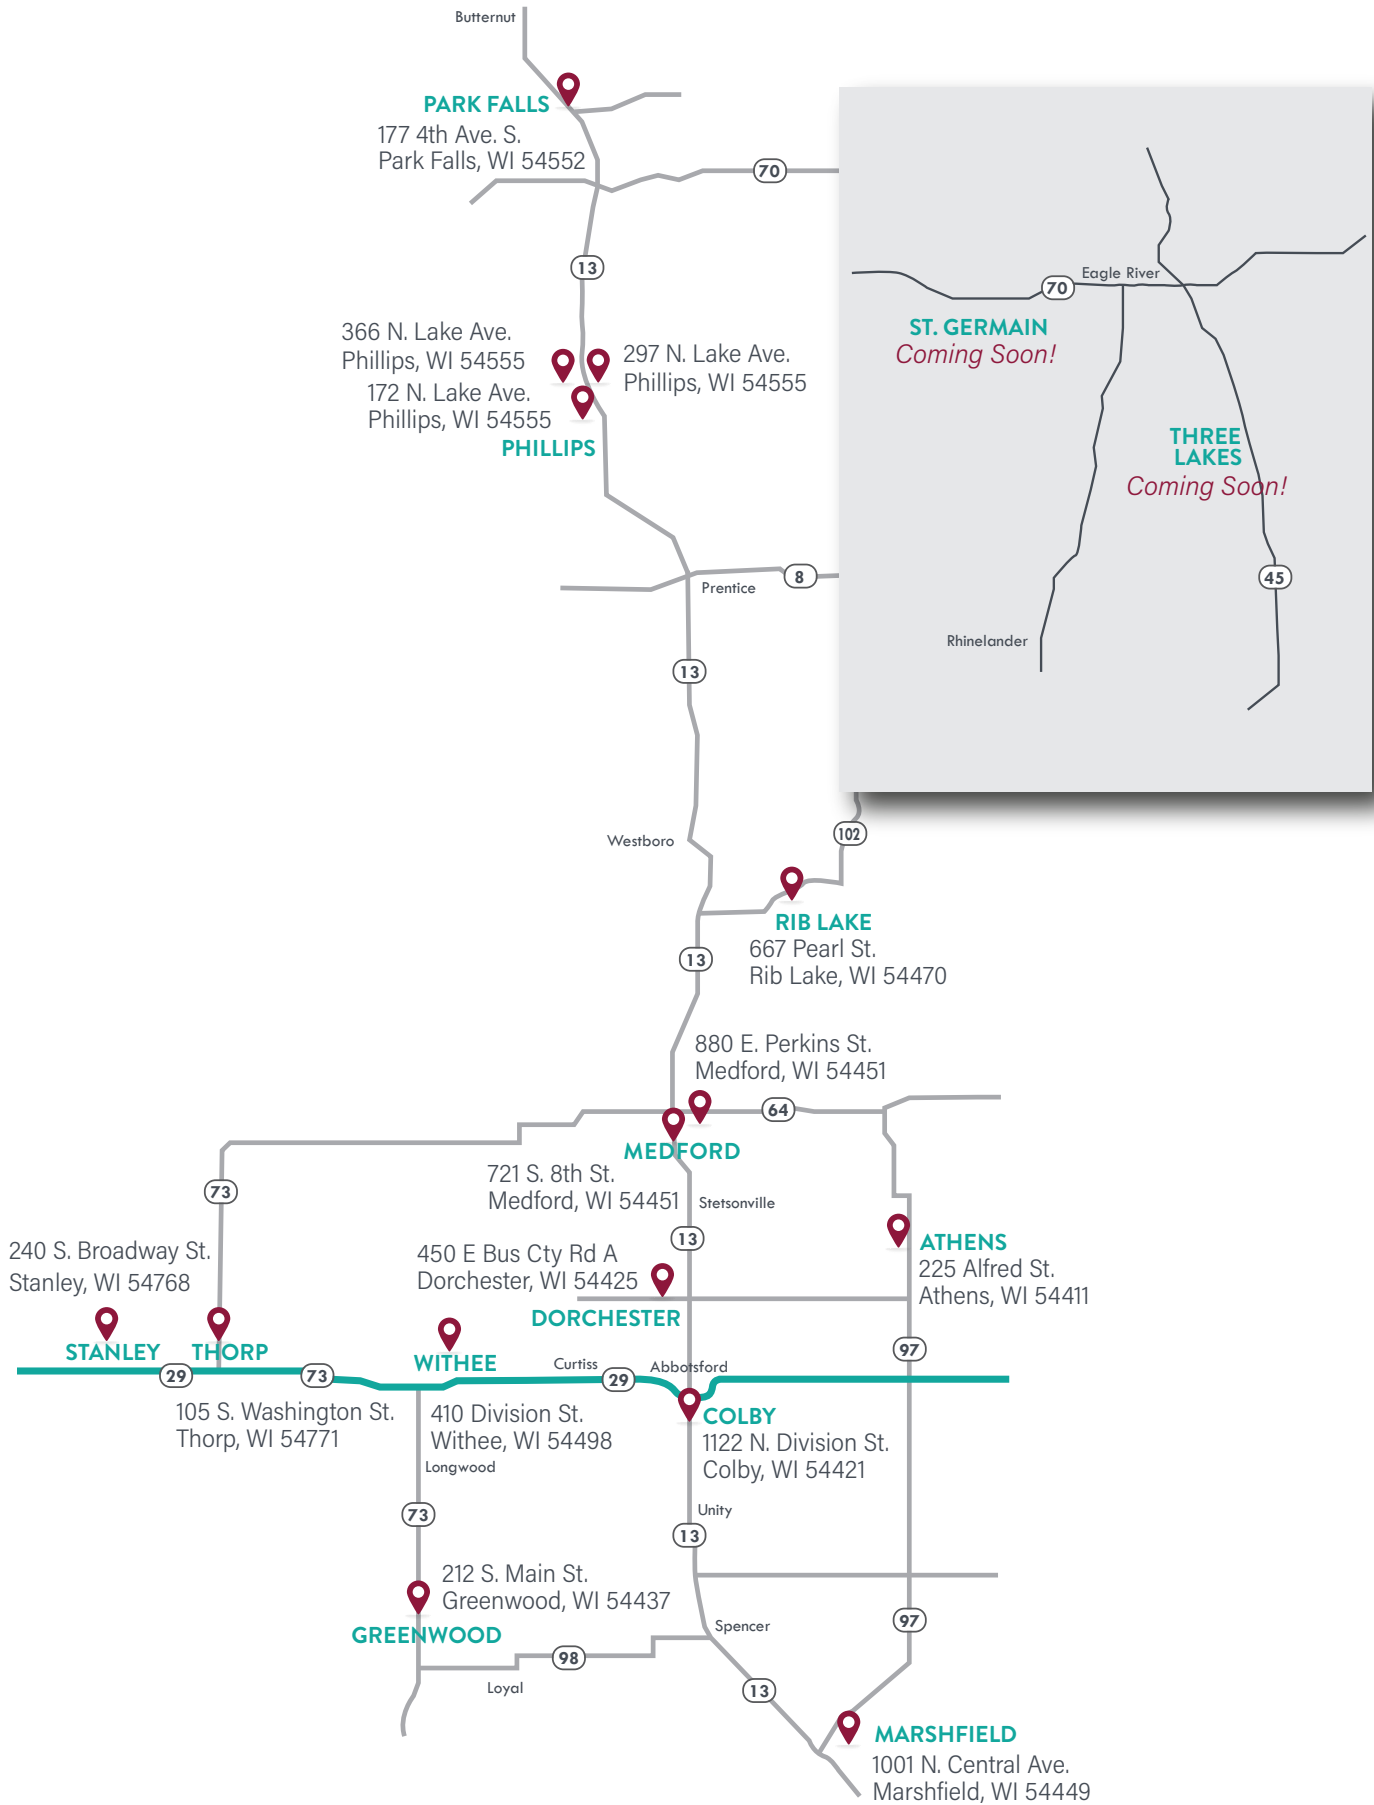 Butternut
PARK FALLS
177 4th Ave. S.
Park Falls, WI 54552
70
13
366 N. Lake Ave.
Phillips, WI 54555
297 N. Lake Ave.
Phillips, WI 54555
172 N. Lake Ave.
Phillips, WI 54555
PHILLIPS
Eagle River
70
ST. GERMAIN
Coming Soon!
THREE
LAKES
Coming Soon!
45
Rhinelander
8
Prentice
13
Westboro
102
RIB LAKE
667 Pearl St.
Rib Lake, WI 54470
13
880 E. Perkins St.
Medford, WI 54451
64
MEDFORD
721 S. 8th St.
Medford, WI 54451
Stetsonville
73
13
240 S. Broadway St.
Stanley, WI 54768
450 E Bus Cty Rd A
Dorchester, WI 54425
DORCHESTER
ATHENS
225 Alfred St.
Athens, WI 54411
STANLEY
THORP
WITHEE
Curtiss
Abbotsford
97
29
73
29
105 S. Washington St.
Thorp, WI 54771
410 Division St.
Withee, WI 54498
COLBY
1122 N. Division St.
Colby, WI 54421
Longwood
73
Unity
13
212 S. Main St.
Greenwood, WI 54437
GREENWOOD
Spencer
97
98
Loyal
13
MARSHFIELD
1001 N. Central Ave.
Marshfield, WI 54449